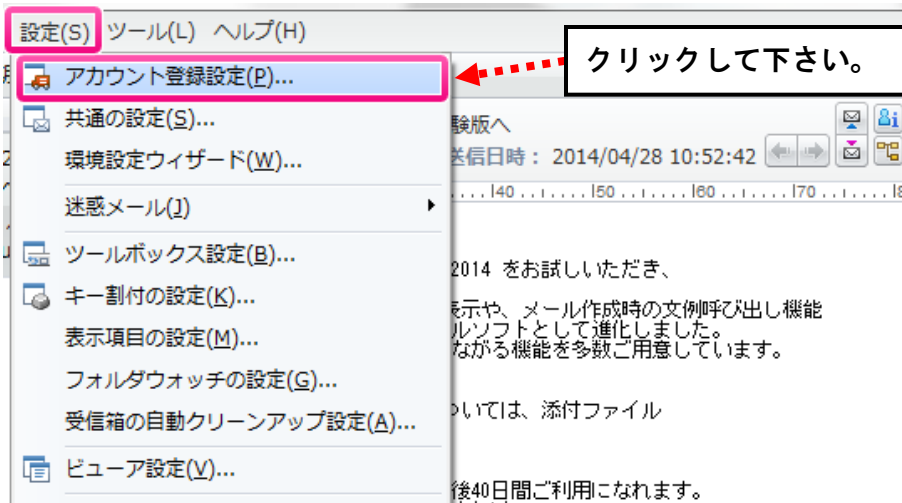 設定(S) ツール(L) ヘルプ(H)
クリックして下さい。
アカウント登録設定(P)...
共通の設定(S)...
環境設定ウィザード(W)...
迷惑メール(J)
ツールボックス設定(B)...
キー割付の設定(K)...
表示項目の設定(M)...
フォルダウォッチの設定(G)...
受信箱の自動クリーンアップ設定(A)...
ビューア設定(V)...
験版へ
送信日時： 2014/04/28 10:52:42
40 50 60 70
2014 をお試しいただき、
表示や、メール作成時の文例呼び出し機能
ルソフトとして進化しました。
ながる機能を多数ご用意しています。
ついては、添付ファイル
後40日間ご利用になれます。